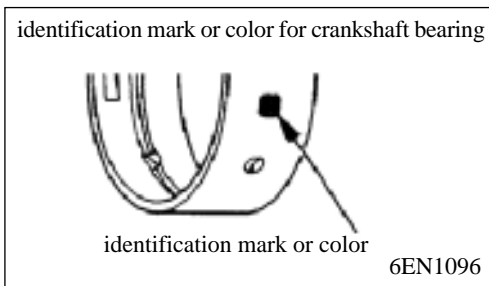 identification mark or color for crankshaft bearing
identification mark or color
6EN1096